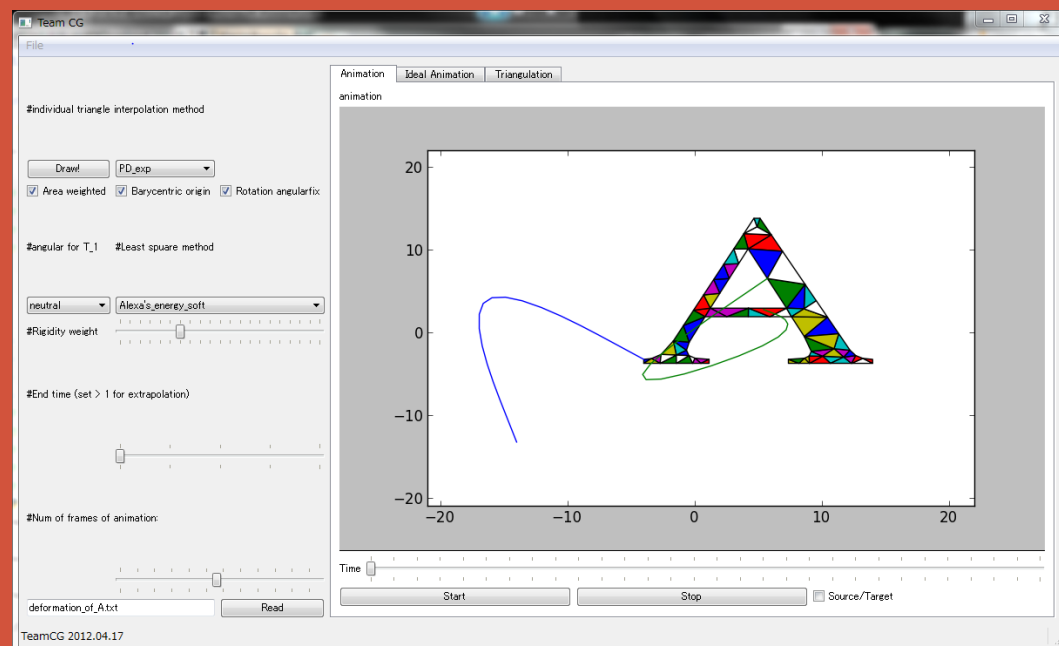 Team CG
File
Animation Ideal Animation Triangulation
animation
#individual triangle interpolation method
Draw! PD_exp
Area weighted Barycentric origin Rotation angularfix
#angular for T_1 #Least spuare method
neutral Alexa's_energy_soft
#Rigidity weight
#End time (set > 1 for extrapolation)
#Num of frames of animation:
deformation_of_A.txt Read
20
10
0
−10
−20
−20 −10 0 10 20
Time
Start Stop Source/Target
TeamCG 2012.04.17